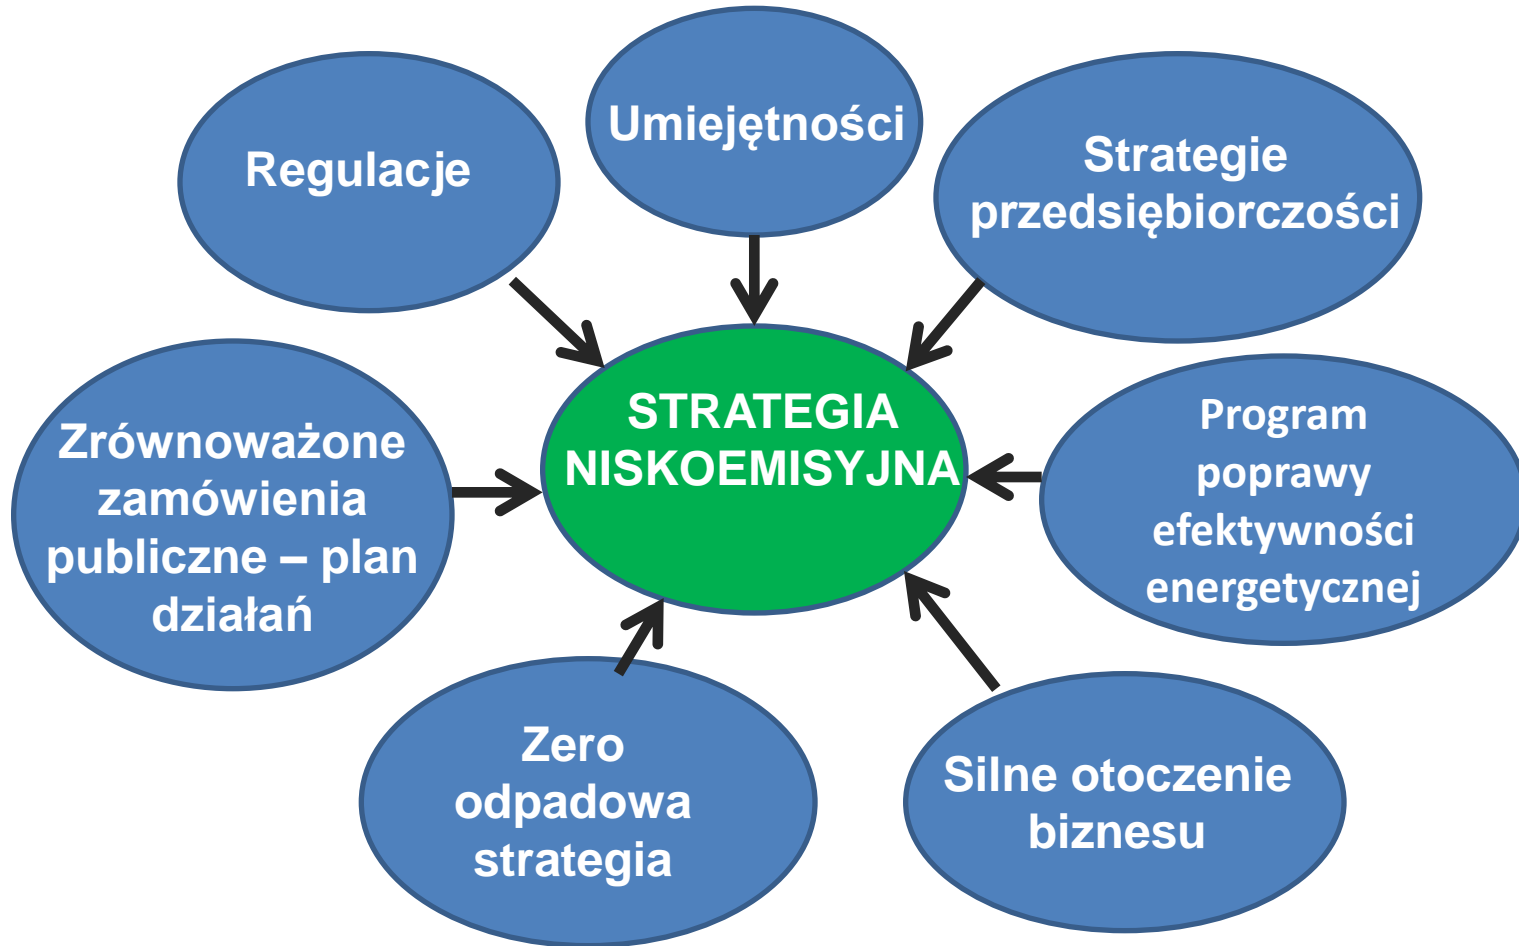 Umiejętności
Regulacje
Strategie
przedsiębiorczości
STRATEGIA
NISKOEMISYJNA
Program
poprawy
efektywności
energetycznej
Zrównoważone
zamówienia
publiczne – plan
działań
Zero
odpadowa
strategia
Silne otoczenie
biznesu